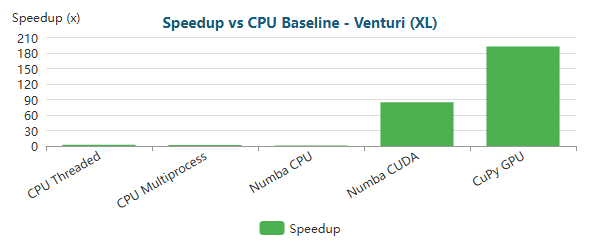 Speedup (x)
Speedup vs CPU Baseline - Venturi (XL)
210
180
150
120
90
60
30
0
CPU Threaded
CPU Multiprocess
Numba CPU
Numba CUDA
CuPy GPU
Speedup